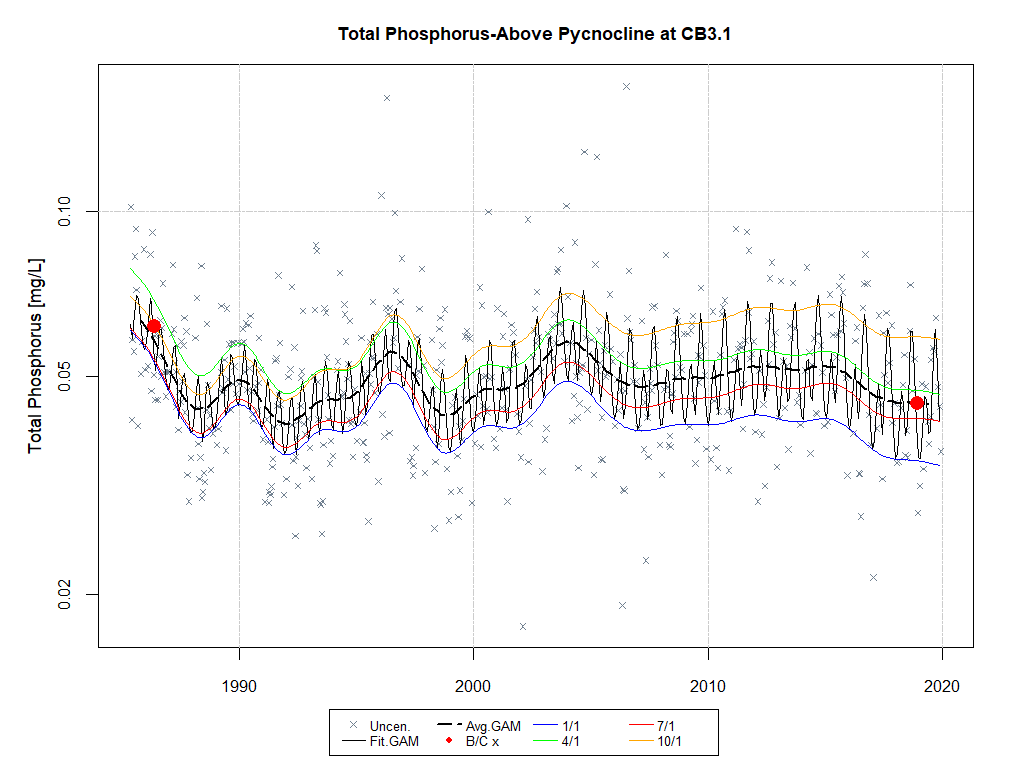 Total Phosphorus-Above Pycnocline at CB3.1
Total Phosphorus [mg/L]
0.10
0.05
0.02
1990 2000 2010 2020
Uncen. Avg.GAM 1/1 7/1
Fit.GAM B/C x 4/1 10/1